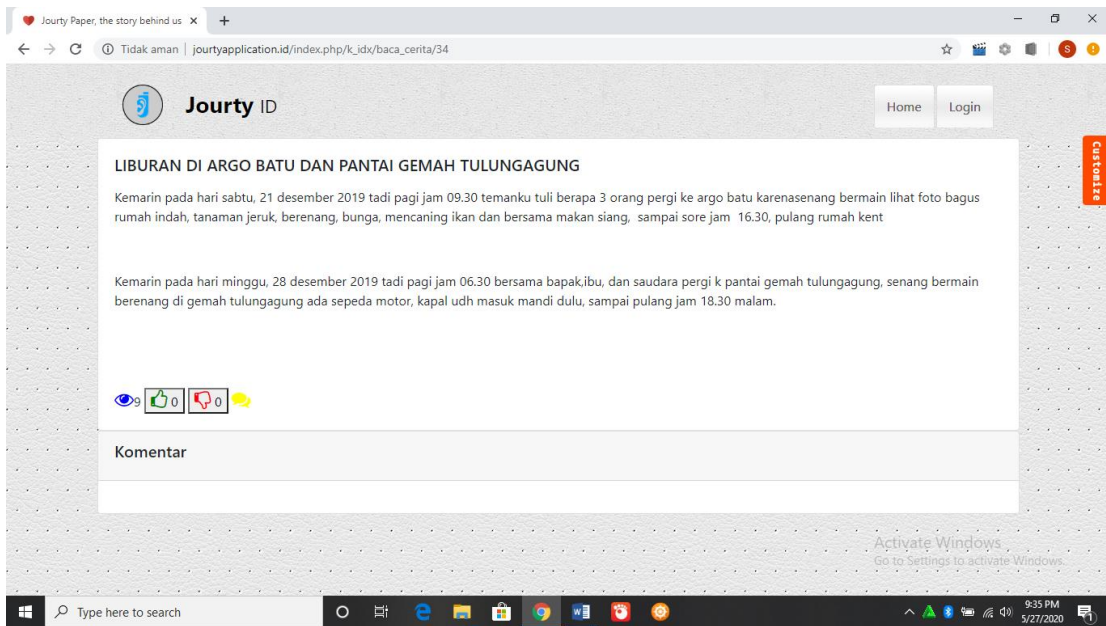 Jourty Paper, the story behind us
Tidak aman | jourtyapplication.id/index.php/k_idx/baca_cerita/34
S
Jourty ID
Home Login
Customize
LIBURAN DI ARGO BATU DAN PANTAI GEMAH TULUNGAGUNG
Kemarin pada hari sabtu, 21 desember 2019 tadi pagi jam 09.30 temanku tuli berapa 3 orang pergi ke argo batu karenasenang bermain lihat foto bagus
rumah indah, tanaman jeruk, berenang, bunga, mencaning ikan dan bersama makan siang, sampai sore jam 16.30, pulang rumah kent
Kemarin pada hari minggu, 28 desember 2019 tadi pagi jam 06.30 bersama bapak,ibu, dan saudara pergi k pantai gemah tulungagung, senang bermain
berenang di gemah tulungagung ada sepeda motor, kapal udh masuk mandi dulu, sampai pulang jam 18.30 malam.
9 0 0
Komentar
Activate Windows
Go to Settings to activate Windows.
Type here to search
9:35 PM
5/27/2020
1